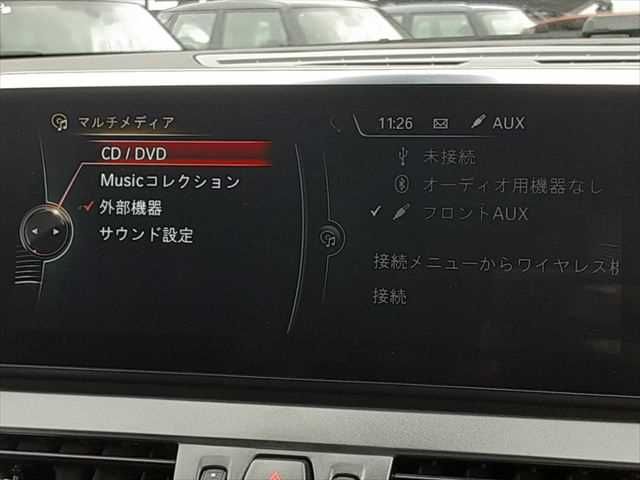 マルチメディア
CD / DVD
Musicコレクション
外部機器
サウンド設定
11:26 AUX
未接続
オーディオ用機器なし
フロントAUX
接続メニューからワイヤレス
接続